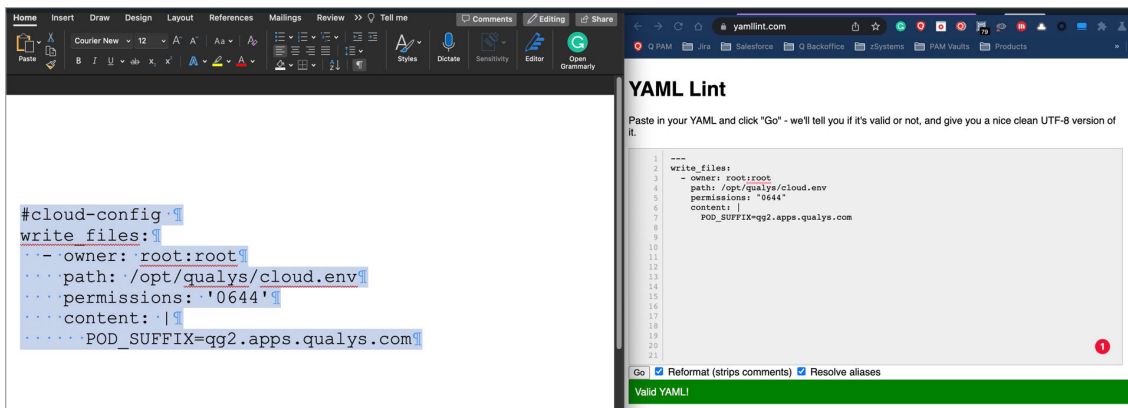 Home Insert Draw Design Layout References Mailings Review >> Tell me Comments Editing Share
Paste Courier New 12 A^ A˅ Aa A
B I U ab x, x² A A
Styles Dictate Sensitivity Editor Open Grammarly
#cloud-config
write_files:
- owner: root:root
path: /opt/qualys/cloud.env
permissions: '0644'
content: |
POD_SUFFIX=qg2.apps.qualys.com
yamllint.com
79
Q PAM Jira Salesforce Q Backoffice zSystems PAM Vaults Products »
YAML Lint
Paste in your YAML and click "Go" - we'll tell you if it's valid or not, and give you a nice clean UTF-8 version of
it.
1 ---
2 write_files:
3 - owner: root:root
4 path: /opt/qualys/cloud.env
5 permissions: "0644"
6 content: |
7 POD_SUFFIX=qg2.apps.qualys.com
8
9
10
11
12
13
14
15
16
17
18
19
20
21
1
Go Reformat (strips comments) Resolve aliases
Valid YAML!